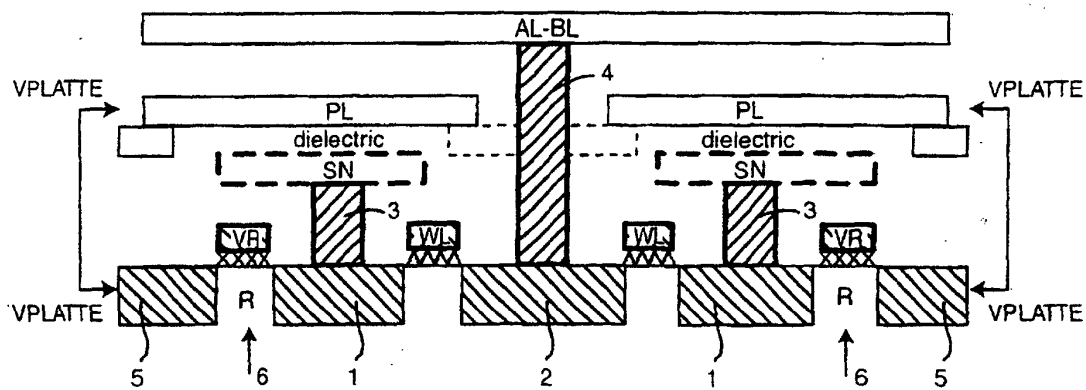 AL-BL
4
VPLATTE
PL
PL
VPLATTE
dielectric
dielectric
SN
SN
3
3
VR
WL
WL
VR
R
R
VPLATTE
VPLATTE
5
6
1
2
1
6
5